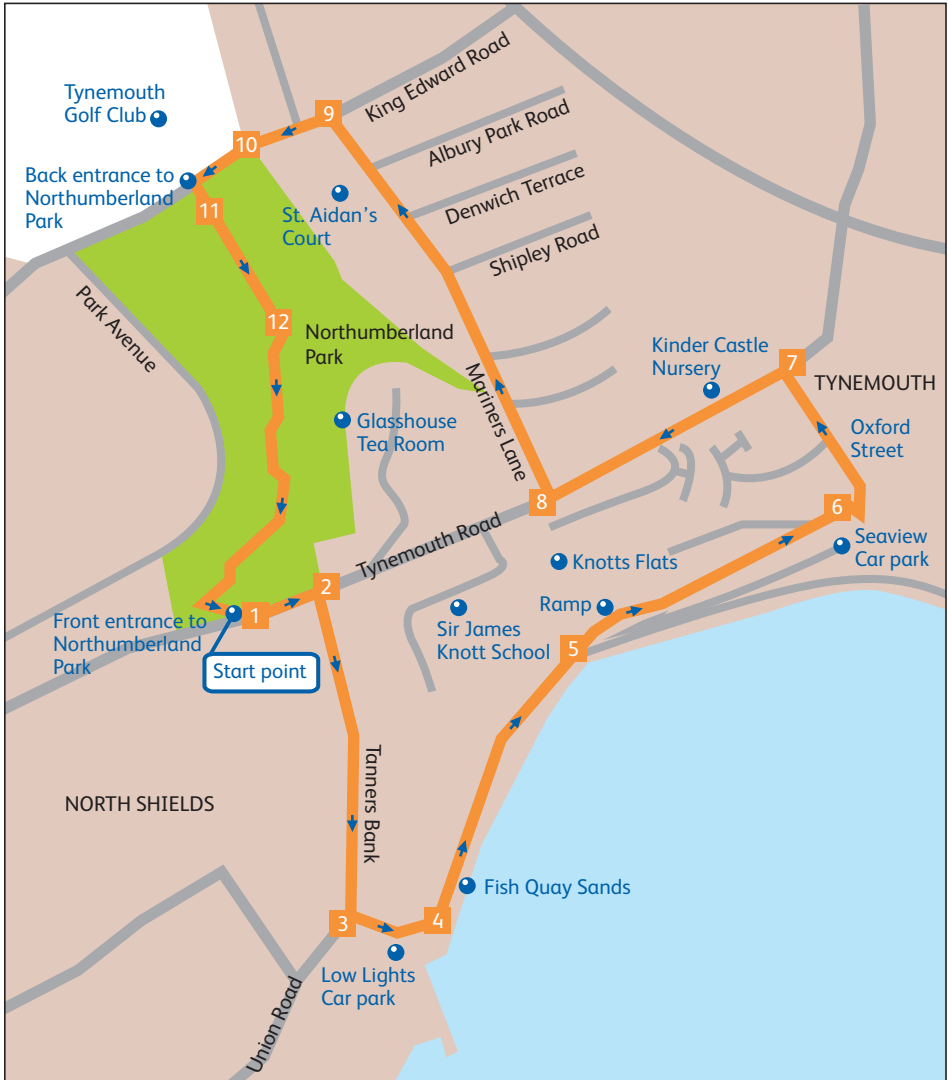 King Edward Road
Tynemouth
Golf Club
9
10
Albury Park Road
Back entrance to
Northumberland
Park
11
St. Aidan's
Court
Denwich Terrace
Shipley Road
Park Avenue
12
Northumberland
Park
Kinder Castle
Nursery
7
TYNEMOUTH
Mariners Lane
Glasshouse
Tea Room
Oxford
Street
8
6
Seaview
Car park
Tynemouth Road
Knotts Flats
2
1
Ramp
Front entrance to
Northumberland
Park
Start point
Sir James
Knott School
5
Tanners Bank
NORTH SHIELDS
Fish Quay Sands
3
4
Low Lights
Car park
Union Road